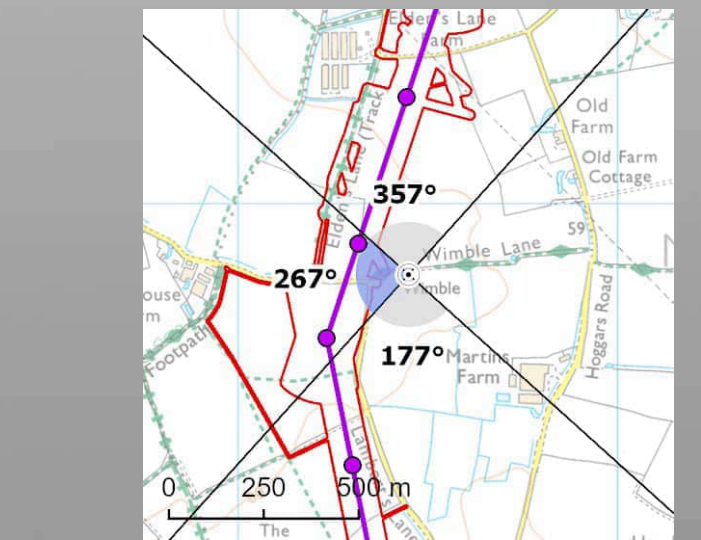 Elder's Lane
Farm
Elder's Lane (Track
Old
Farm
Old Farm
Cottage
357°
59
Wimble Lane
267°
Wimble
ouse
rm
Hoggars Road
Footpath
177°
Martins
Farm
Lane
0
250
500 m
The